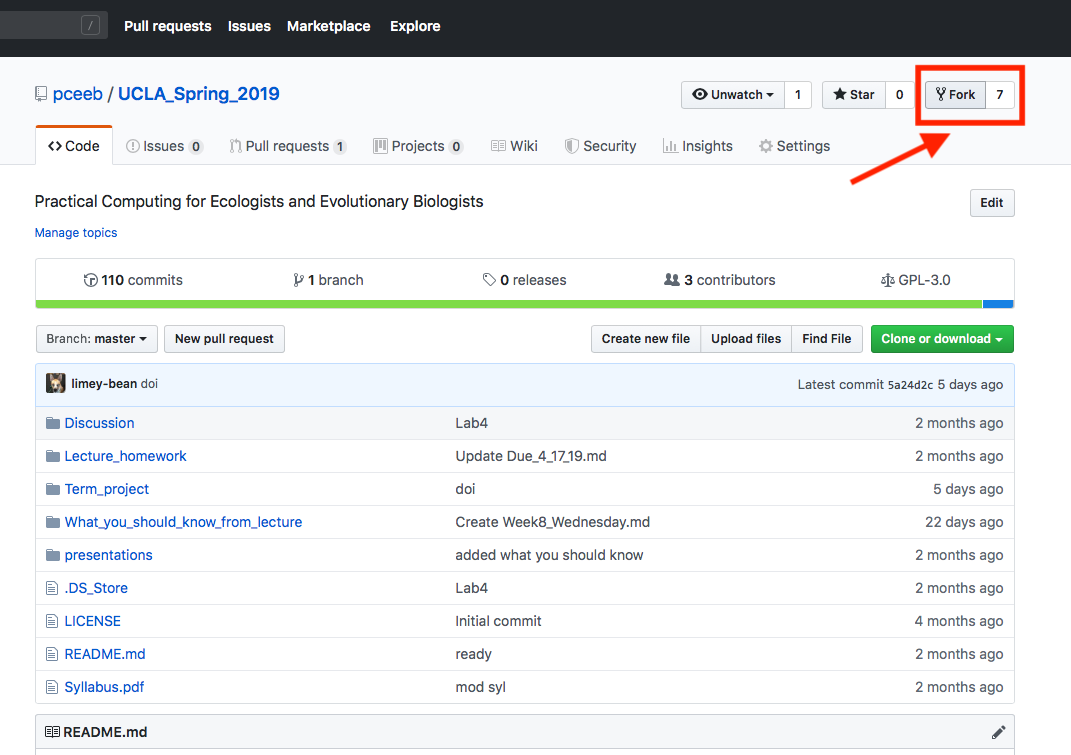 / Pull requests Issues Marketplace Explore
pceeb / UCLA_Spring_2019 Unwatch 1 Star 0 Fork 7
Code Issues 0 Pull requests 1 Projects 0 Wiki Security Insights Settings
Practical Computing for Ecologists and Evolutionary Biologists Edit
Manage topics
110 commits 1 branch 0 releases 3 contributors GPL-3.0
Branch: master New pull request Create new file Upload files Find File Clone or download
limey-bean doi Latest commit 5a24d2c 5 days ago
Discussion Lab4 2 months ago
Lecture_homework Update Due_4_17_19.md 2 months ago
Term_project doi 5 days ago
What_you_should_know_from_lecture Create Week8_Wednesday.md 22 days ago
presentations added what you should know 2 months ago
.DS_Store Lab4 2 months ago
LICENSE Initial commit 4 months ago
README.md ready 2 months ago
Syllabus.pdf mod syl 2 months ago
README.md